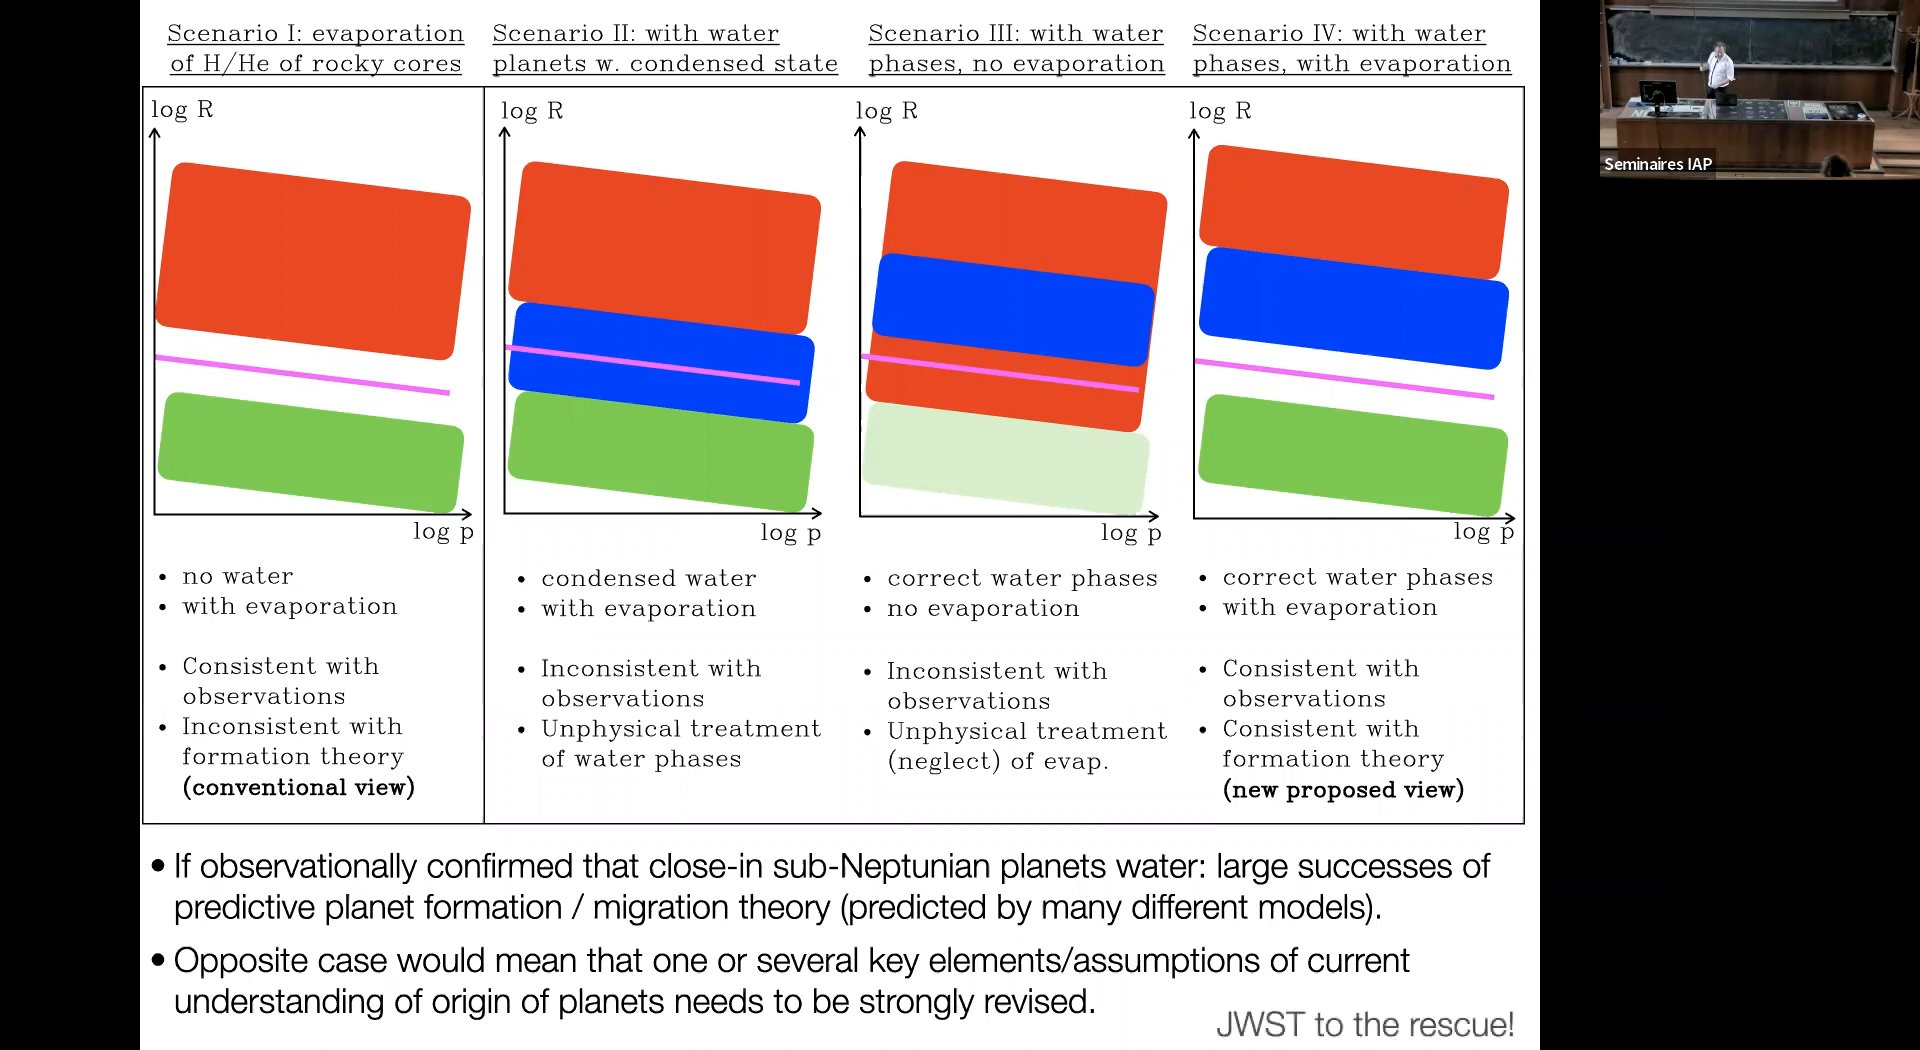 Scenario I: evaporation
of H/He of rocky cores
Scenario II: with water
planets w. condensed state
Scenario III: with water
phases, no evaporation
Scenario IV: with water
phases, with evaporation
log R
log R
log R
log R
log p
log p
log p
log p
• no water
• with evaporation
• Consistent with
observations
• Inconsistent with
formation theory
(conventional view)
• condensed water
• with evaporation
• Inconsistent with
observations
• Unphysical treatment
of water phases
• correct water phases
• no evaporation
• Inconsistent with
observations
• Unphysical treatment
(neglect) of evap.
• correct water phases
• with evaporation
• Consistent with
observations
• Consistent with
formation theory
(new proposed view)
• If observationally confirmed that close-in sub-Neptunian planets water: large successes of
predictive planet formation / migration theory (predicted by many different models).
• Opposite case would mean that one or several key elements/assumptions of current
understanding of origin of planets needs to be strongly revised.
JWST to the rescue!
Seminaires IAP